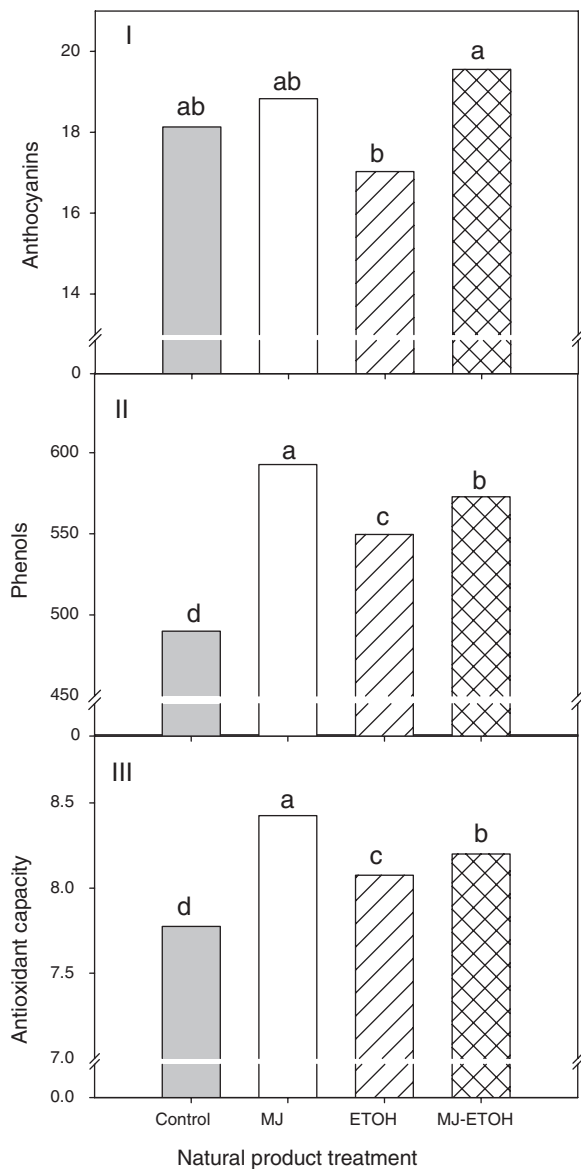 I
Anthocyanins
20
18
16
14
0
ab
ab
b
a
II
Phenols
600
550
500
450
0
d
a
c
b
III
Antioxidant capacity
8.5
8.0
7.5
7.0
0.0
d
a
c
b
Control MJ ETOH MJ-ETOH
Natural product treatment